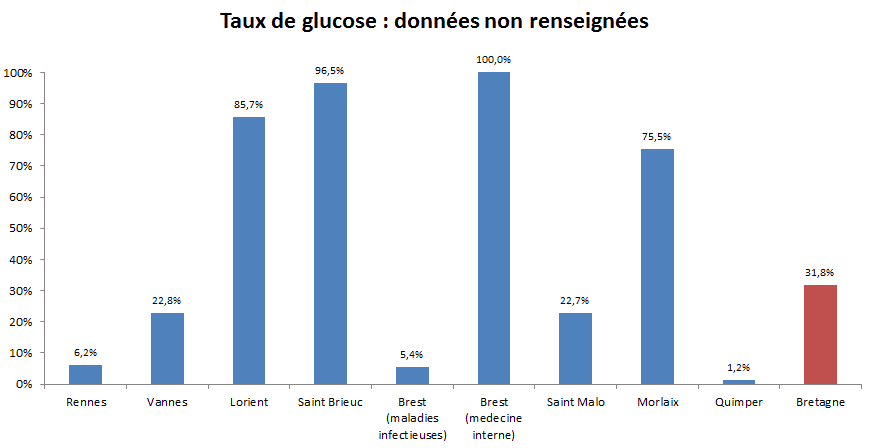 Taux de glucose : données non renseignées
100%
90%
80%
70%
60%
50%
40%
30%
20%
10%
0%
6,2%
22,8%
85,7%
96,5%
5,4%
100,0%
22,7%
75,5%
1,2%
31,8%
Rennes
Vannes
Lorient
Saint Brieuc
Brest
(maladies
infectieuses)
Brest
(medecine
interne)
Saint Malo
Morlaix
Quimper
Bretagne